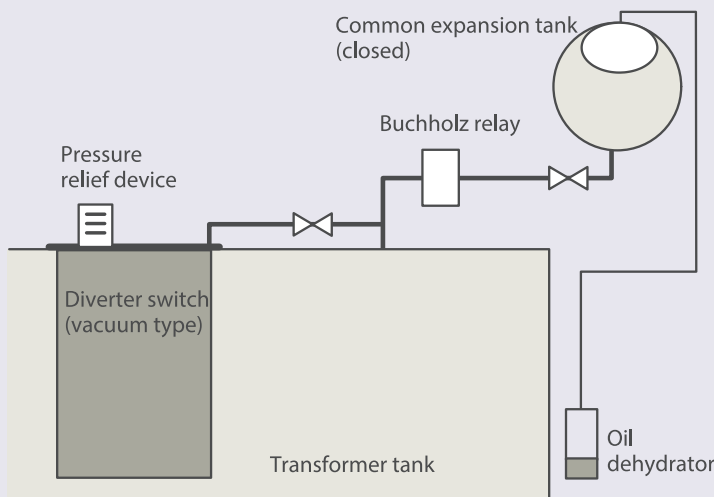 Common expansion tank
(closed)
Buchholz relay
Pressure
relief device
Diverter switch
(vacuum type)
Transformer tank
Oil
dehydrator